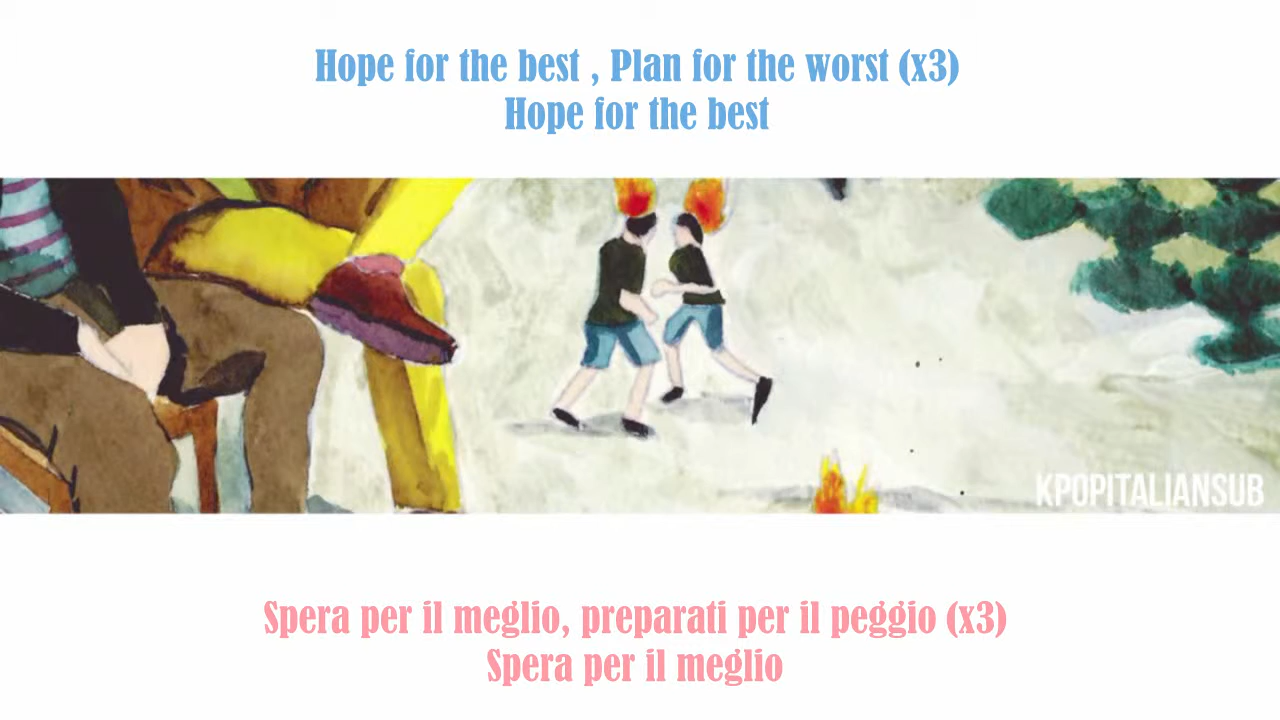 Hope for the best , Plan for the worst (x3)
Hope for the best
KPOPITALIANSUB
Spera per il meglio, preparati per il peggio (x3)
Spera per il meglio